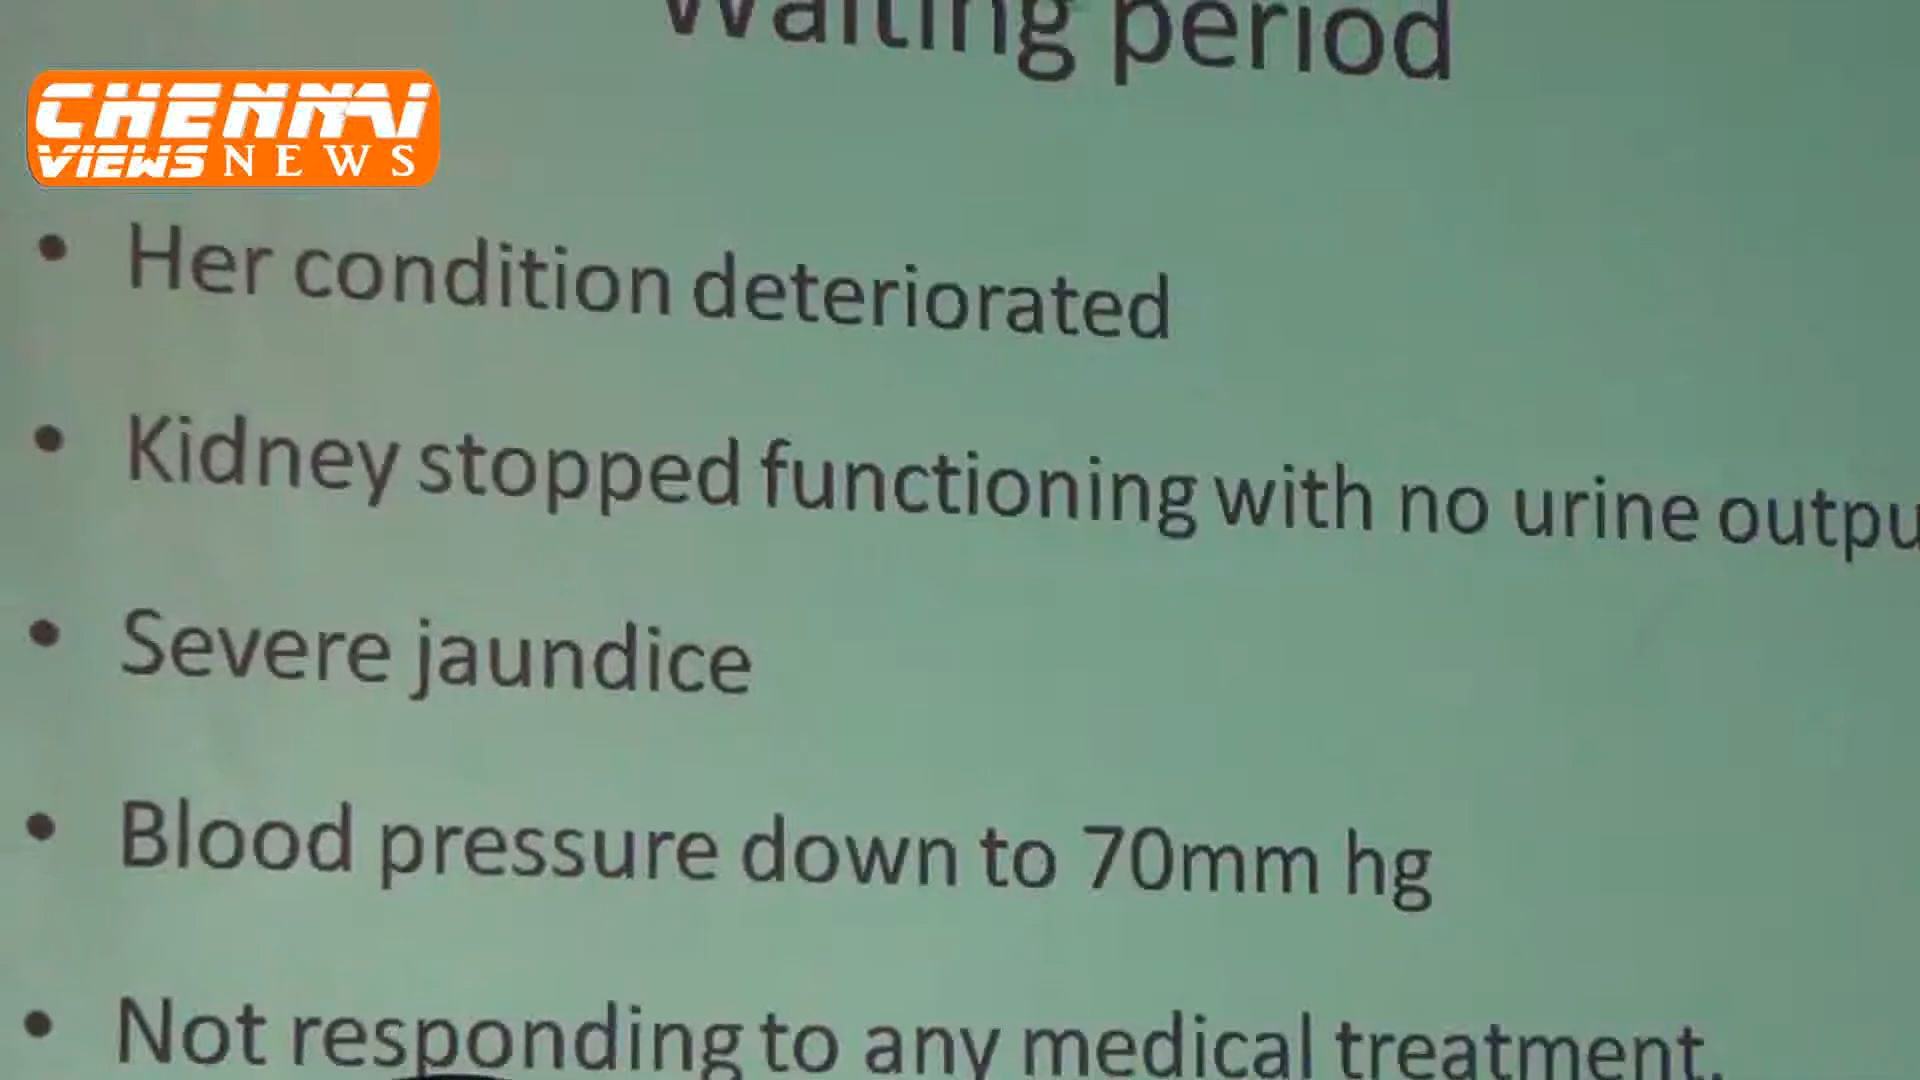 Waiting period
CHENNAI
VIEWS NEWS
• Her condition deteriorated
• Kidney stopped functioning with no urine outpu
• Severe jaundice
• Blood pressure down to 70mm hg
• Not responding to any medical treatment.